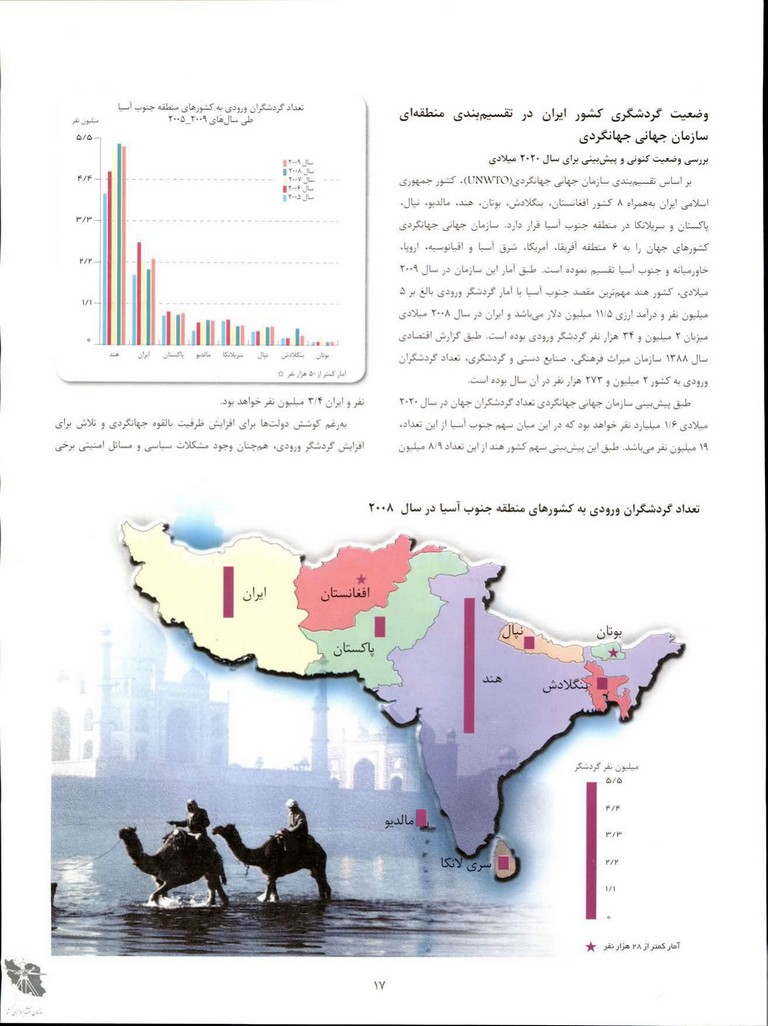 وضعیت گردشگری کشور ایران در تقسیم‌بندی منطقه‌ای
سازمان جهانی جهانگردی
بررسی وضعیت کنونی و پیش‌بینی برای سال ۲۰۲۰ میلادی
بر اساس تقسیم‌بندی سازمان جهانی جهانگردی(UNWTO)، کشور جمهوری
اسلامی ایران به‌همراه ۸ کشور افغانستان، بنگلادش، بوتان، هند، مالدیو، نپال،
پاکستان و سریلانکا در منطقه جنوب آسیا قرار دارد. سازمان جهانی جهانگردی
کشورهای جهان را به ۶ منطقه آفریقا، آمریکا، شرق آسیا و اقیانوسیه، اروپا،
خاورمیانه و جنوب آسیا تقسیم نموده است. طبق آمار این سازمان در سال ۲۰۰۹
میلادی، کشور هند مهم‌ترین مقصد جنوب آسیا با آمار گردشگر ورودی بالغ بر ۵
میلیون نفر و درآمد ارزی ۱۱/۵ میلیون دلار می‌باشد و ایران در سال ۲۰۰۸ میلادی
میزبان ۲ میلیون و ۳۴ هزار نفر گردشگر ورودی بوده است. طبق گزارش اقتصادی
سال ۱۳۸۸ سازمان میراث فرهنگی، صنایع دستی و گردشگری، تعداد گردشگران
ورودی به کشور ۲ میلیون و ۲۷۳ هزار نفر در آن سال بوده است.
طبق پیش‌بینی سازمان جهانی جهانگردی تعداد گردشگران جهان در سال ۲۰۲۰
میلادی ۱/۶ میلیارد نفر خواهد بود که در این میان سهم جنوب آسیا از این تعداد،
۱۹ میلیون نفر می‌باشد. طبق این پیش‌بینی سهم کشور هند از این تعداد ۸/۹ میلیون
تعداد گردشگران ورودی به کشورهای منطقه جنوب آسیا
طی سال‌های ۲۰۰۹_۲۰۰۵
میلیون نفر
۵/۵
۴/۴
۳/۳
۲/۲
۱/۱
۰
سال ۲۰۰۹
سال ۲۰۰۸
سال ۲۰۰۷
سال ۲۰۰۶
سال ۲۰۰۵
هند ایران پاکستان مالدیو سریلانکا نپال بنگلادش بوتان
آمار کمتر از ۵۰ هزار نفر ☆
نفر و ایران ۳/۴ میلیون نفر خواهد بود.
به‌رغم کوشش دولت‌ها برای افزایش ظرفیت بالقوه جهانگردی و تلاش برای
افزایش گردشگر ورودی، هم‌چنان وجود مشکلات سیاسی و مسائل امنیتی برخی
تعداد گردشگران ورودی به کشورهای منطقه جنوب آسیا در سال ۲۰۰۸
ایران
افغانستان
پاکستان
نپال
بوتان
هند
بنگلادش
مالدیو
سری لانکا
میلیون نفر گردشگر
۵/۵
۴/۴
۳/۳
۲/۲
۱/۱
۰
آمار کمتر از ۲۸ هزار نفر ★
۱۷